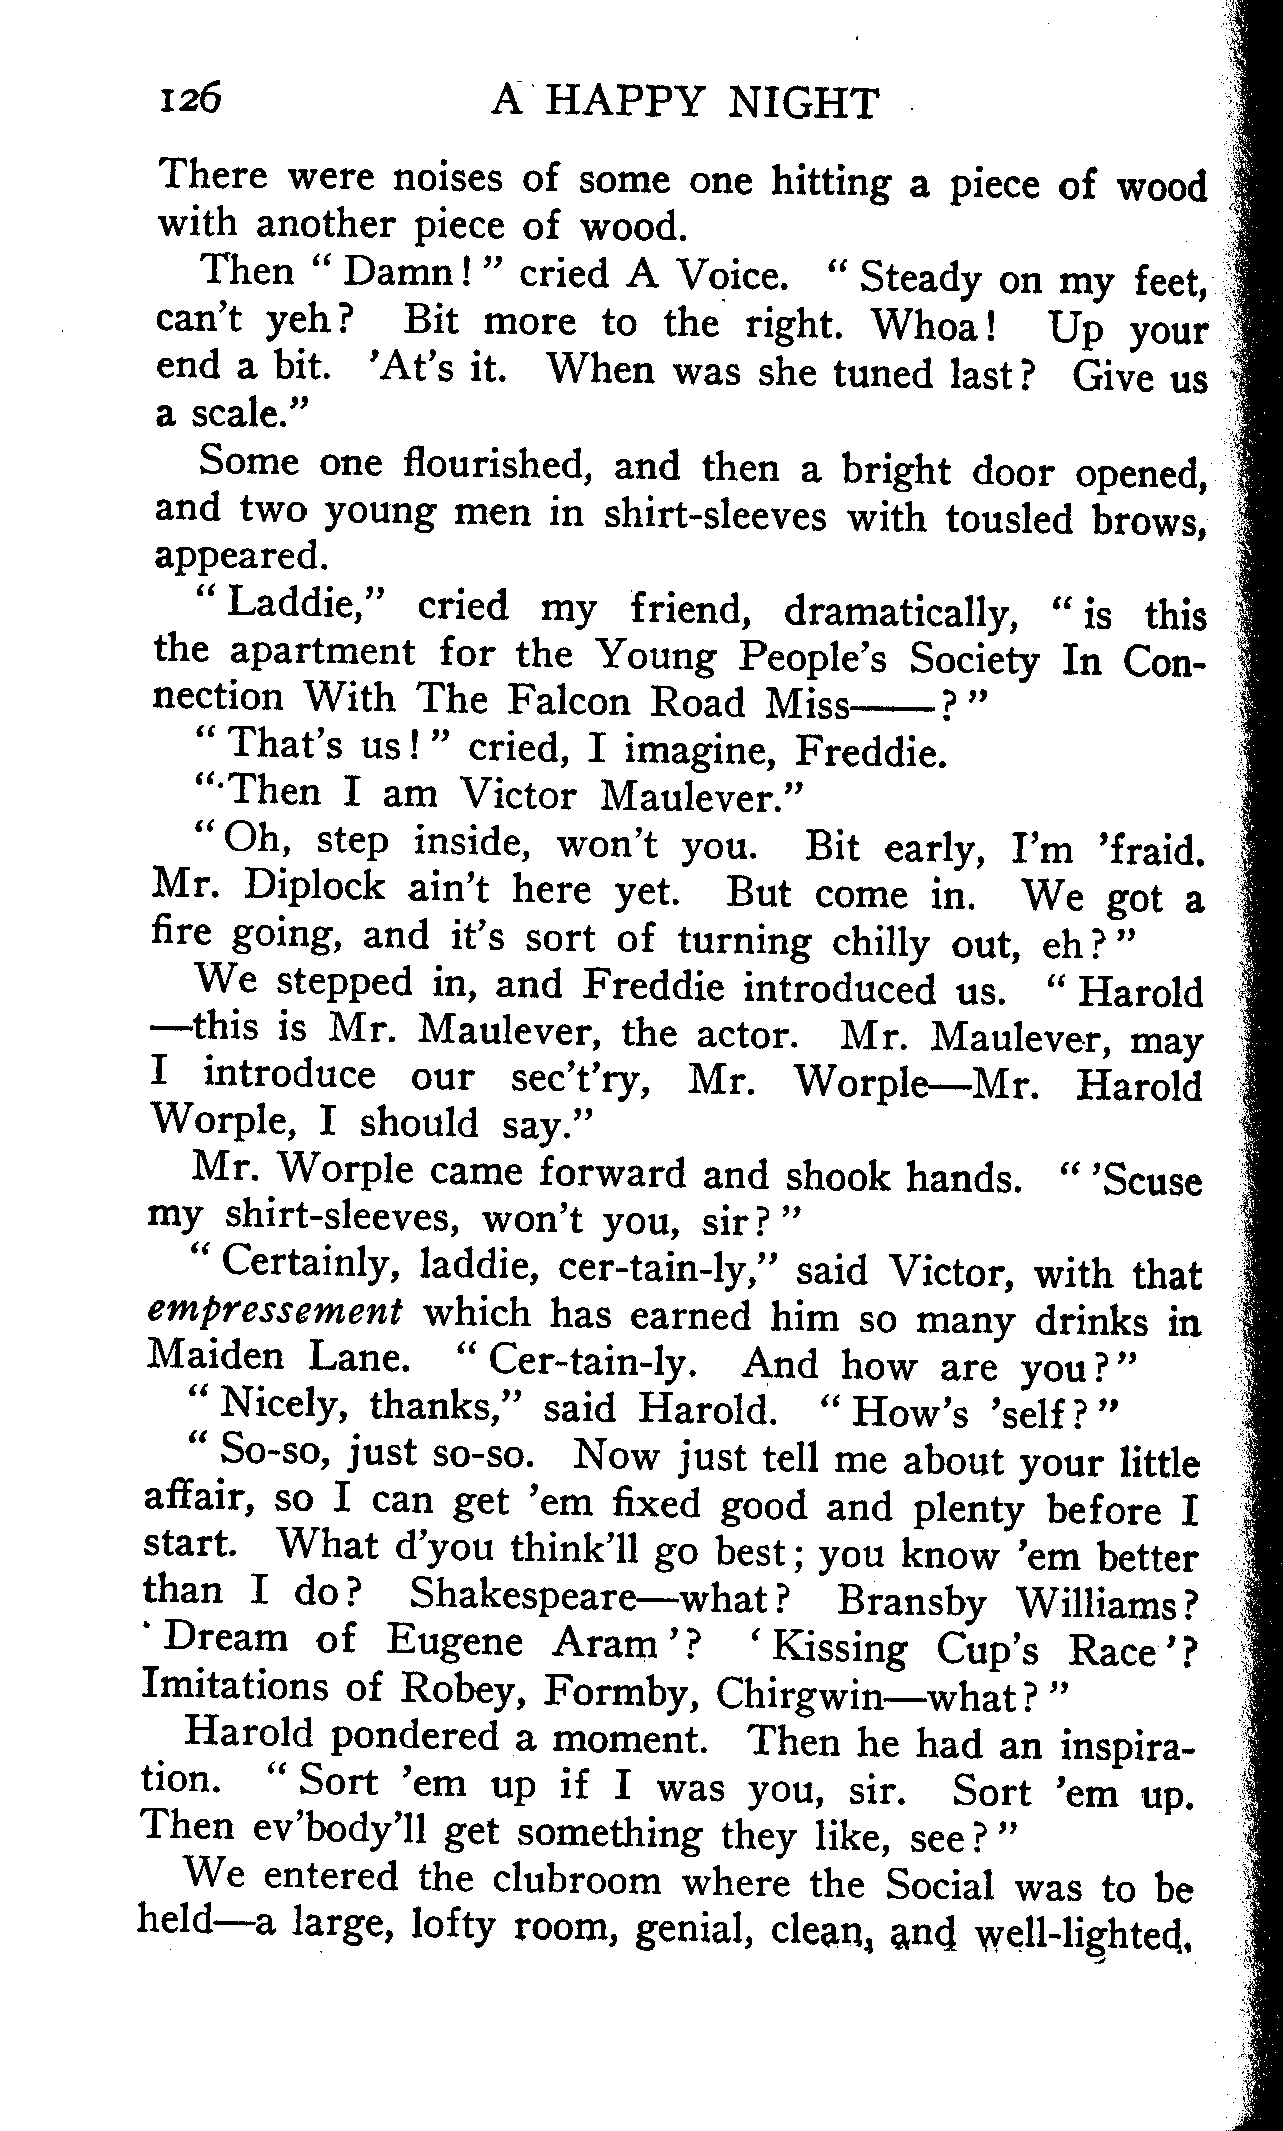 126 A HAPPY NIGHT
There were noises of some one hitting a piece of wood
with another piece of wood.
Then “ Damn ! ” cried A Voice. “ Steady on my feet,
can't yeh ? Bit more to the right. Whoa ! Up your
end a bit. 'At's it. When was she tuned last ? Give us
a scale.”
Some one flourished, and then a bright door opened,
and two young men in shirt-sleeves with tousled brows,
appeared.
“ Laddie,” cried my friend, dramatically, “ is this
the apartment for the Young People's Society In Con-
nection With The Falcon Road Miss——? ”
“ That's us ! ” cried, I imagine, Freddie.
“ Then I am Victor Maulever.”
“ Oh, step inside, won't you. Bit early, I'm 'fraid.
Mr. Diplock ain't here yet. But come in. We got a
fire going, and it's sort of turning chilly out, eh ? ”
We stepped in, and Freddie introduced us. “ Harold
—this is Mr. Maulever, the actor. Mr. Maulever, may
I introduce our sec't'ry, Mr. Worple—Mr. Harold
Worple, I should say.”
Mr. Worple came forward and shook hands. “ 'Scuse
my shirt-sleeves, won't you, sir ? ”
“ Certainly, laddie, cer-tain-ly,” said Victor, with that
empressement which has earned him so many drinks in
Maiden Lane. “ Cer-tain-ly. And how are you ? ”
“ Nicely, thanks,” said Harold. “ How's 'self ? ”
“ So-so, just so-so. Now just tell me about your little
affair, so I can get 'em fixed good and plenty before I
start. What d'you think'll go best ; you know 'em better
than I do ? Shakespeare—what ? Bransby Williams ?
‘ Dream of Eugene Aram ’ ? ‘ Kissing Cup's Race ’ ?
Imitations of Robey, Formby, Chirgwin—what ? ”
Harold pondered a moment. Then he had an inspira-
tion. “ Sort 'em up if I was you, sir. Sort 'em up.
Then ev'body'll get something they like, see ? ”
We entered the clubroom where the Social was to be
held—a large, lofty room, genial, clean, and well-lighted.